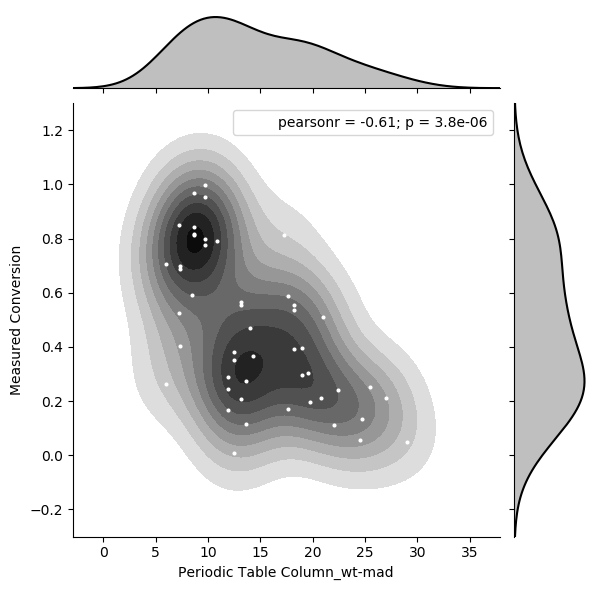 pearsonr = -0.61; p = 3.8e-06
1.2
1.0
0.8
0.6
0.4
0.2
0.0
−0.2
Measured Conversion
0 5 10 15 20 25 30 35
Periodic Table Column_wt-mad